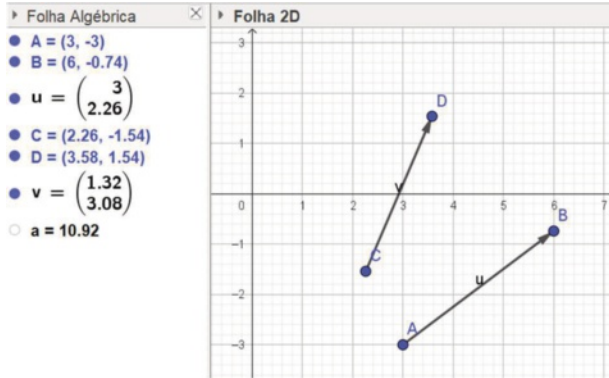 Folha Algébrica
A = (3, -3)
B = (6, -0.74)
u = ( 3
2.26 )
C = (2.26, -1.54)
D = (3.58, 1.54)
v = ( 1.32
3.08 )
a = 10.92
Folha 2D
3
2
1
0
-1
-2
-3
2
3
4
5
6
7
D
v
C
B
u
A